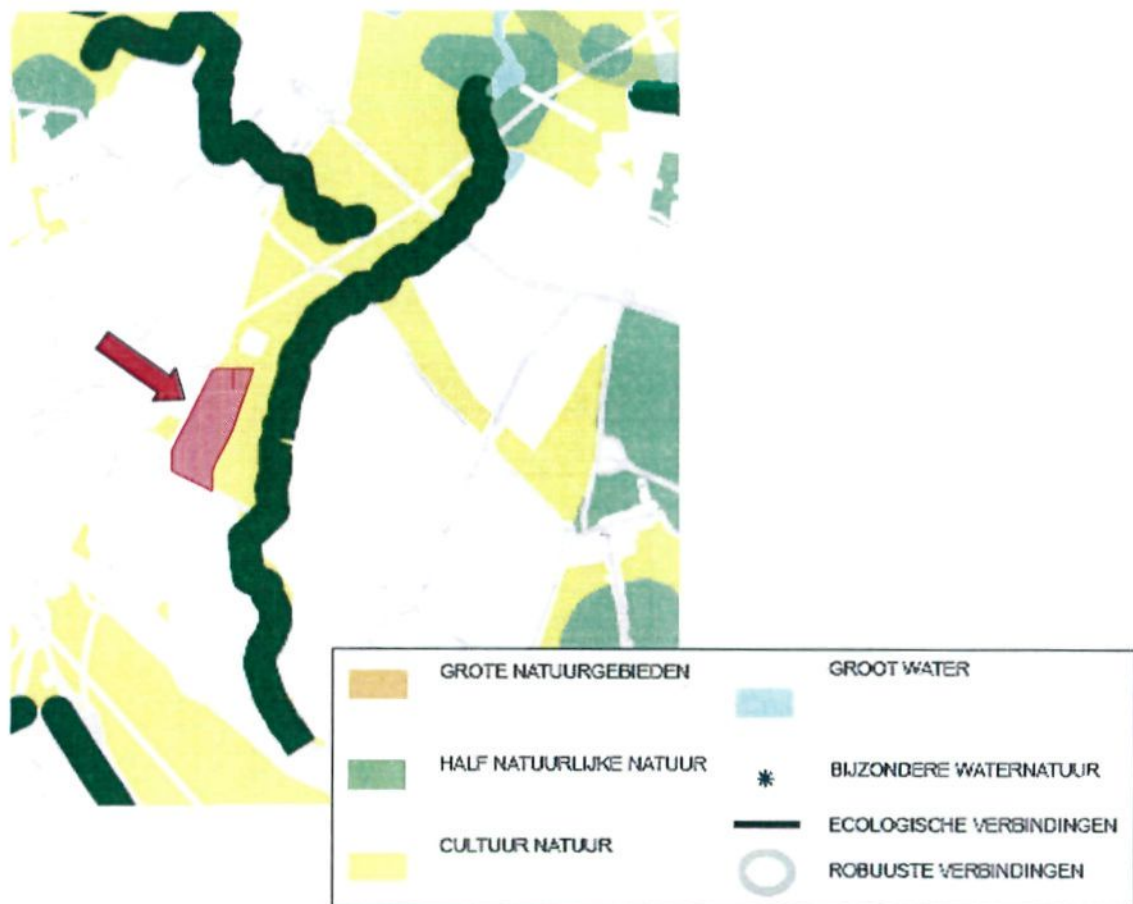 GROTE NATUURGEBIEDEN
HALF NATUURLIJKE NATUUR
CULTUUR NATUUR
GROOT WATER
BIJZONDERE WATERNATUUR
ECOLOGISCHE VERBINDINGEN
ROBUUSTE VERBINDINGEN